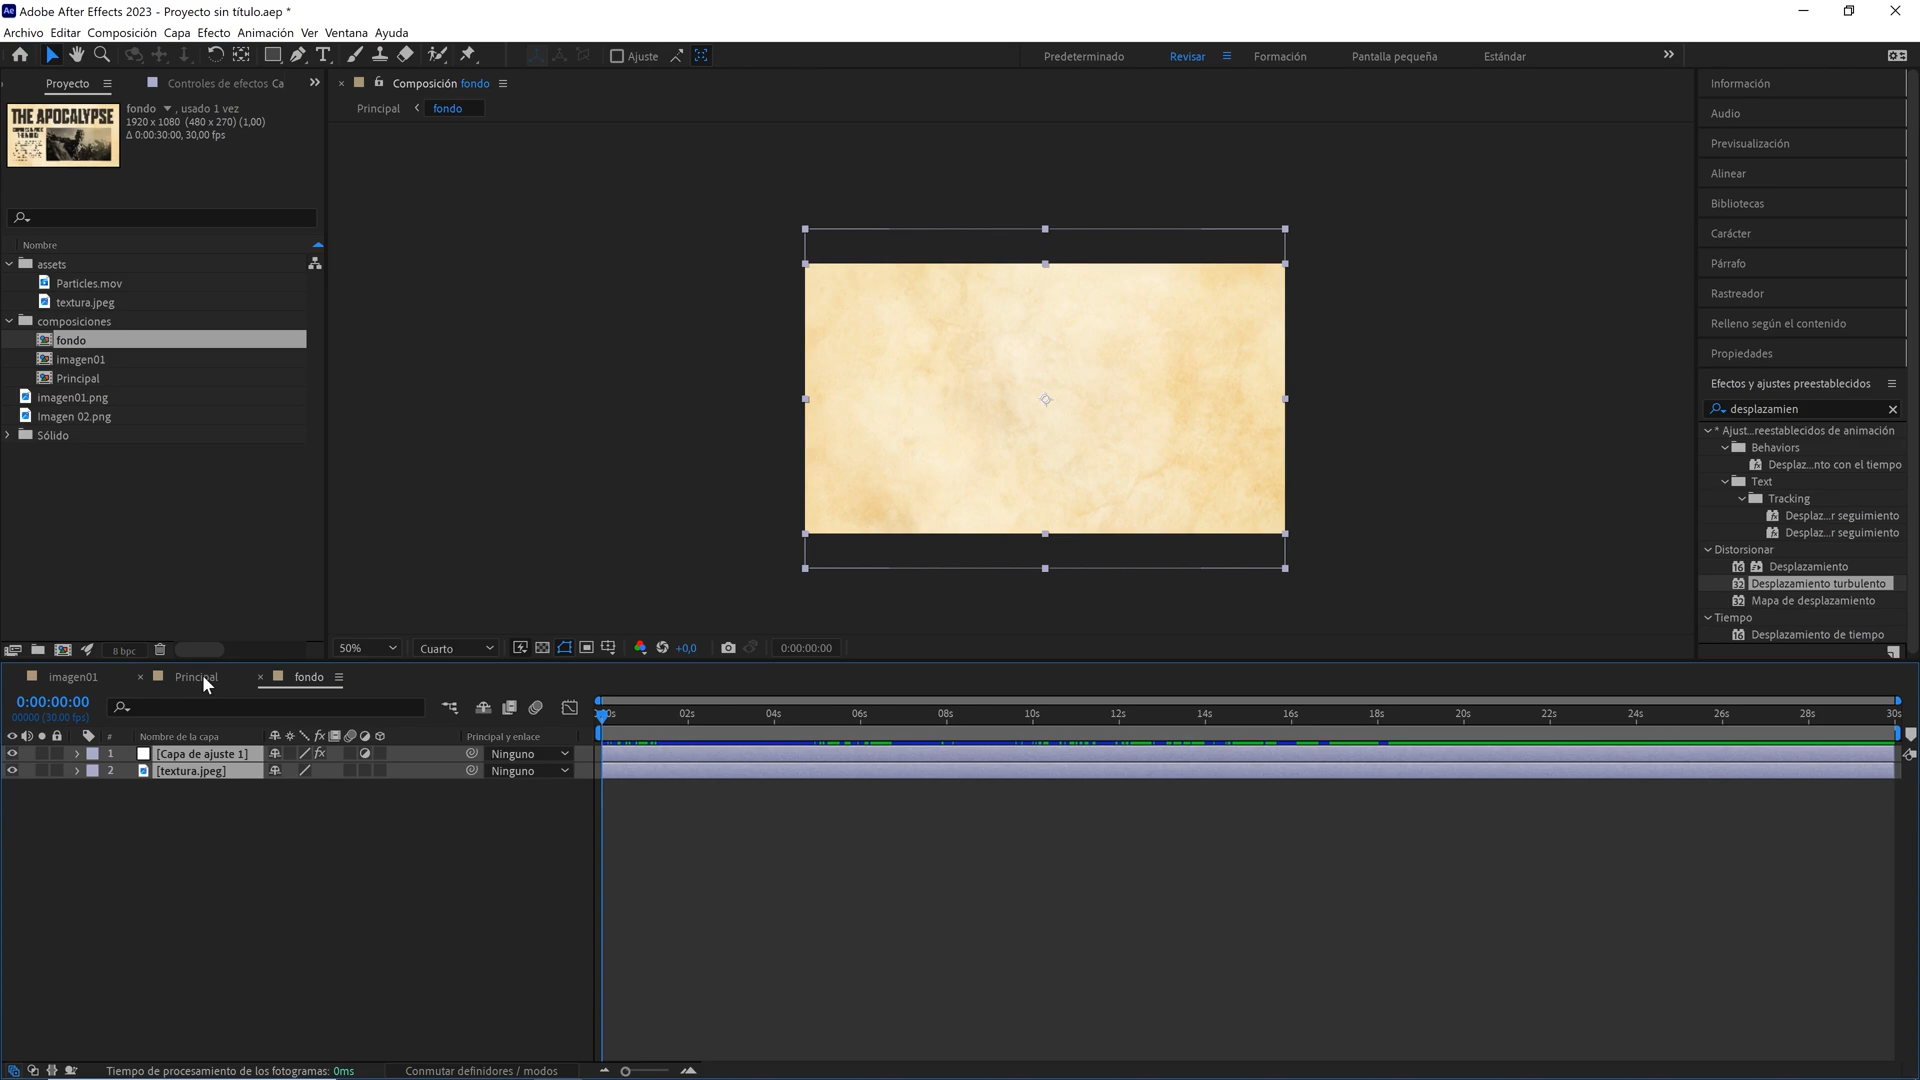 Adobe After Effects 2023 - Proyecto sin título.aep *
Archivo Editar Composición Capa Efecto Animación Ver Ventana Ayuda
Ajuste
Predeterminado Revisar Formación Pantalla pequeña Estándar
Proyecto
Controles de efectos Ca
Composición fondo
Principal fondo
THE APOCALYPSE
fondo , usado 1 vez
1920 x 1080 (480 x 270) (1,00)
Δ 0:00:30:00, 30,00 fps
Nombre
assets
Particles.mov
textura.jpeg
composiciones
fondo
imagen01
Principal
imagen01.png
Imagen 02.png
Sólido
8 bpc
50%
Cuarto
+0,0
0:00:00:00
Información
Audio
Previsualización
Alinear
Bibliotecas
Carácter
Párrafo
Rastreador
Relleno según el contenido
Propiedades
Efectos y ajustes preestablecidos
desplazamien
* Ajust...reestablecidos de animación
Behaviors
Desplaz...nto con el tiempo
Text
Tracking
Desplaz...r seguimiento
Desplaz...r seguimiento
Distorsionar
Desplazamiento
Desplazamiento turbulento
Mapa de desplazamiento
Tiempo
Desplazamiento de tiempo
imagen01 Principal fondo
0:00:00:00
00000 (30.00 fps)
02s 04s 06s 08s 10s 12s 14s 16s 18s 20s 22s 24s 26s 28s 30s
# Nombre de la capa Principal y enlace
1 [Capa de ajuste 1] Ninguno
2 [textura.jpeg] Ninguno
Tiempo de procesamiento de los fotogramas: 0ms
Conmutar definidores / modos